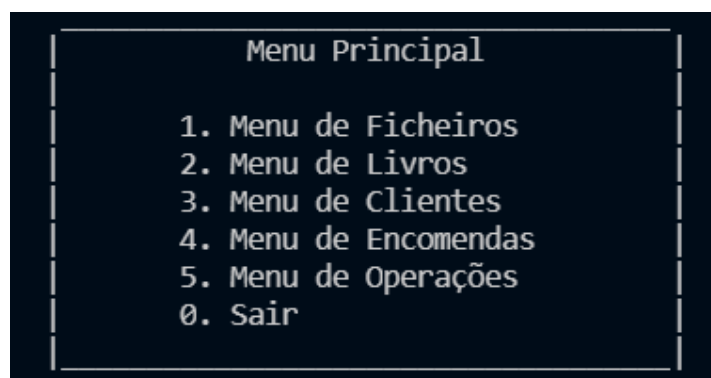 Menu Principal
1. Menu de Ficheiros
2. Menu de Livros
3. Menu de Clientes
4. Menu de Encomendas
5. Menu de Operações
0. Sair